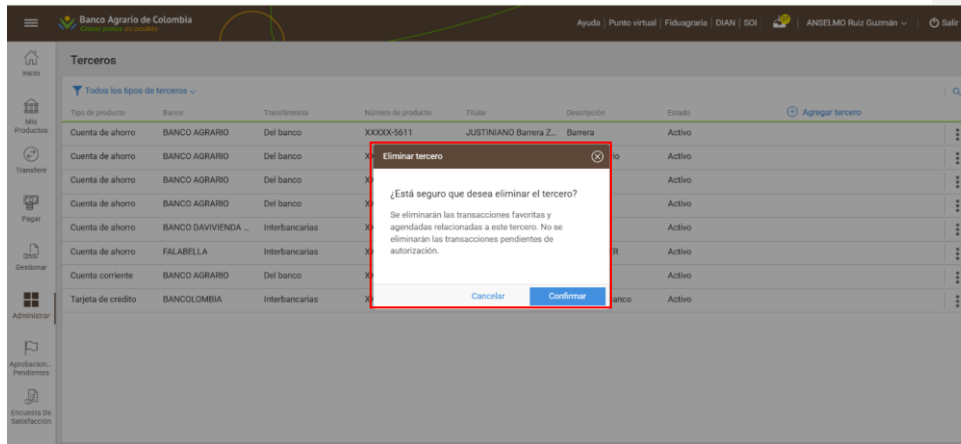 Banco Agrario de Colombia
Crecer juntos es posible
Ayuda | Punto virtual | Fiduagraria | DIAN | SOI
ANSELMO Ruiz Guzmán
Salir
Inicio
Mis Productos
Transferir
Pagar
Gestionar
Administrar
Aprobacion... Pendientes
Encuesta De Satisfacción
Terceros
Todos los tipos de terceros
Tipo de producto Banco Transferencia Número de producto Titular Descripción Estado Agregar tercero
Cuenta de ahorro BANCO AGRARIO Del banco XXXXX-5611 JUSTINIANO Barrera Z... Barrera Activo
Cuenta de ahorro BANCO AGRARIO Del banco Activo
Cuenta de ahorro BANCO AGRARIO Del banco Activo
Cuenta de ahorro BANCO AGRARIO Del banco Activo
Cuenta de ahorro BANCO DAVIVIENDA ... Interbancarias Activo
Cuenta de ahorro FALABELLA Interbancarias Activo
Cuenta corriente BANCO AGRARIO Del banco Activo
Tarjeta de crédito BANCOLOMBIA Interbancarias anco Activo
Eliminar tercero
¿Está seguro que desea eliminar el tercero?
Se eliminarán las transacciones favoritas y
agendadas relacionadas a este tercero. No se
eliminarán las transacciones pendientes de
autorización.
Cancelar Confirmar